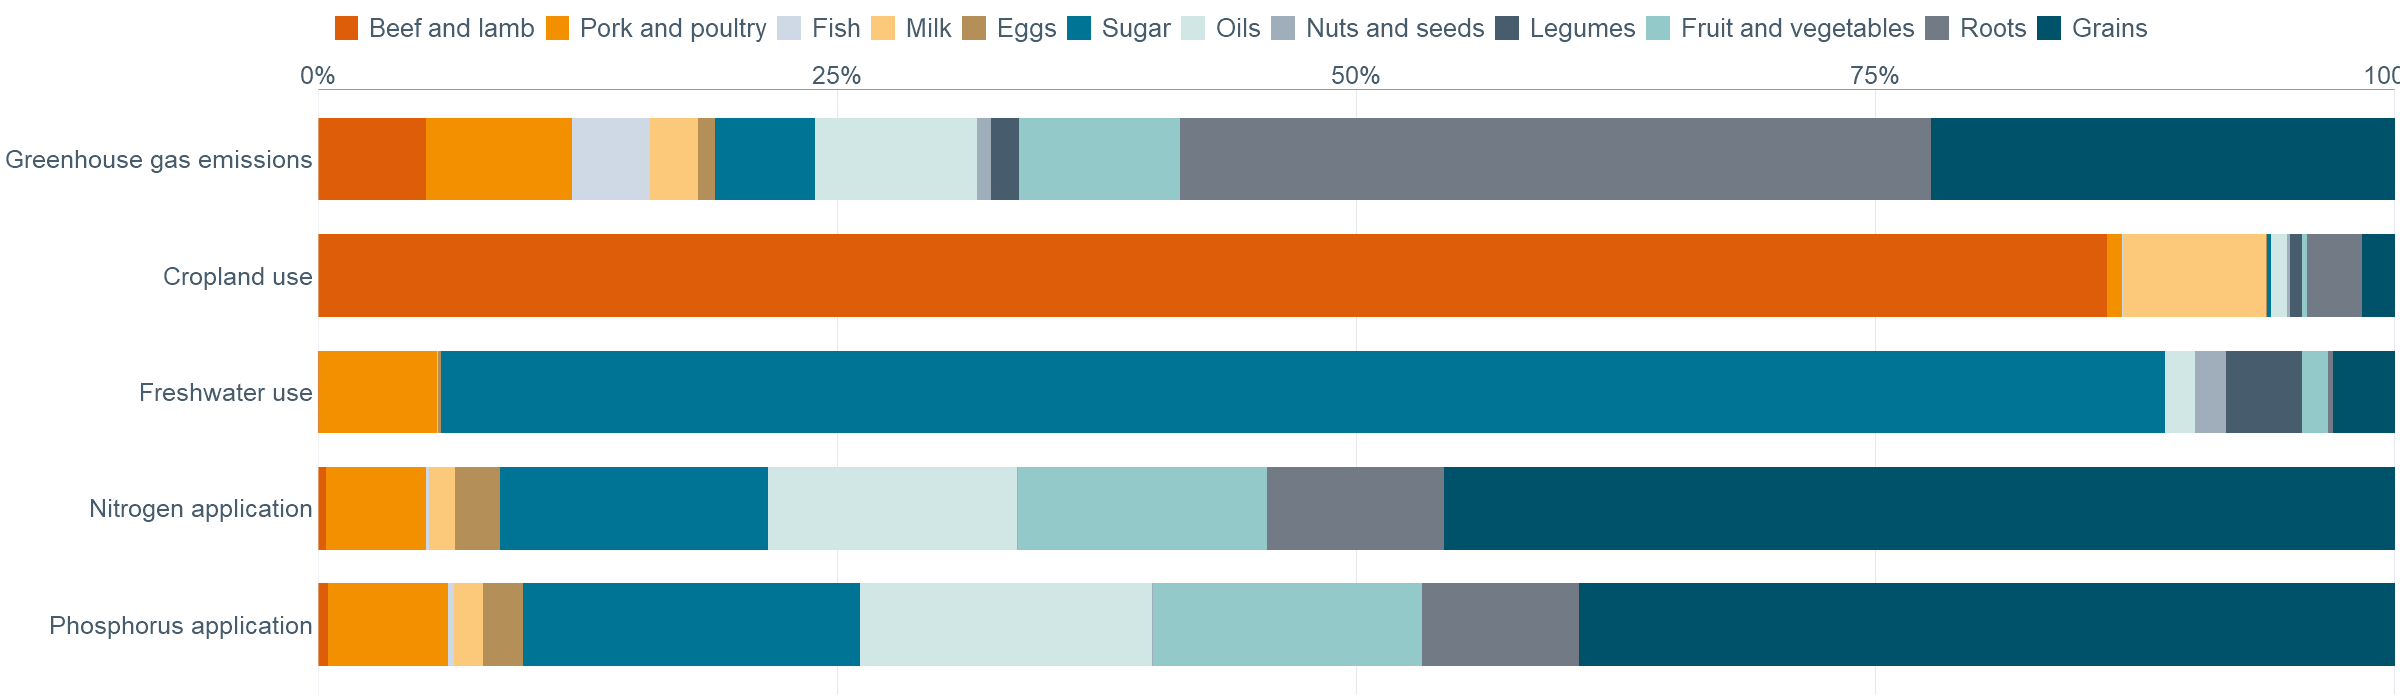 Beef and lamb Pork and poultry Fish Milk Eggs Sugar Oils Nuts and seeds Legumes Fruit and vegetables Roots Grains
0% 25% 50% 75% 100
Greenhouse gas emissions
Cropland use
Freshwater use
Nitrogen application
Phosphorus application